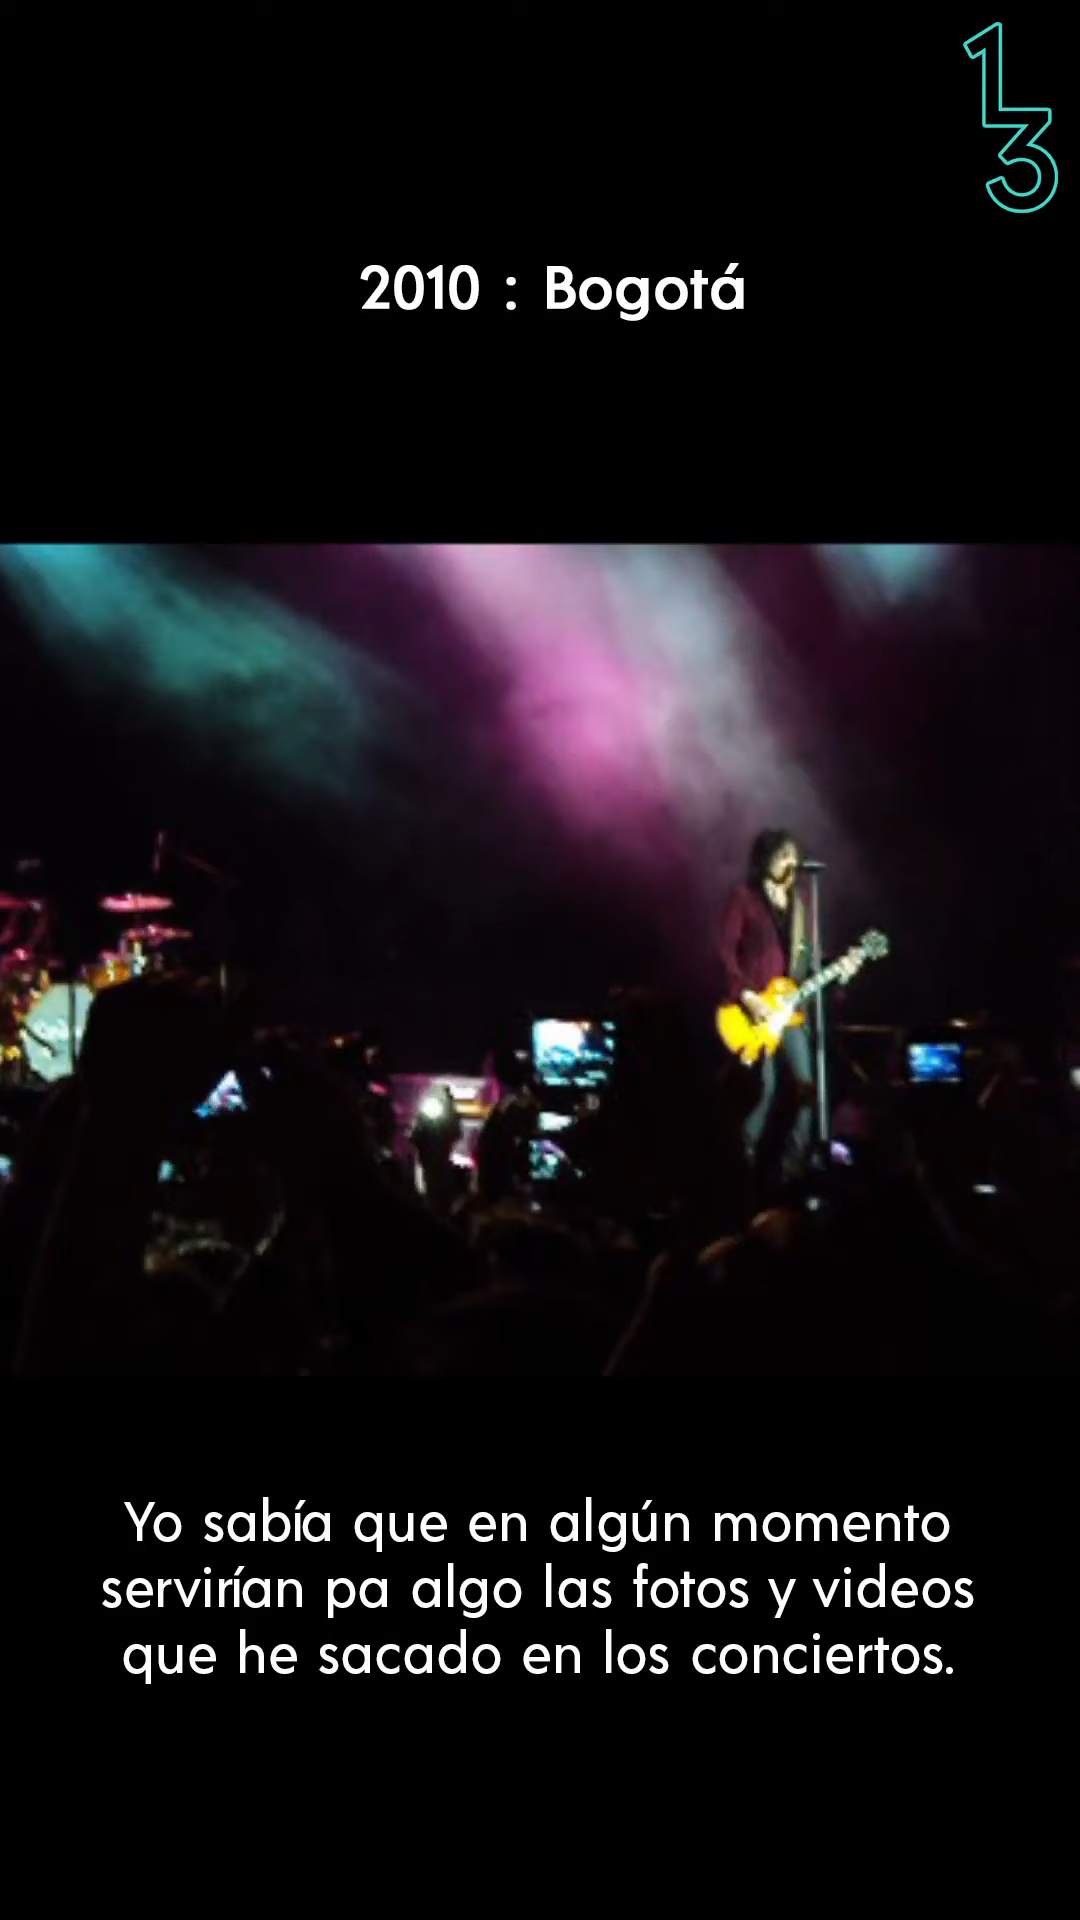 13
2010 : Bogotá
Yo sabía que en algún momento
servirían pa algo las fotos y videos
que he sacado en los conciertos.